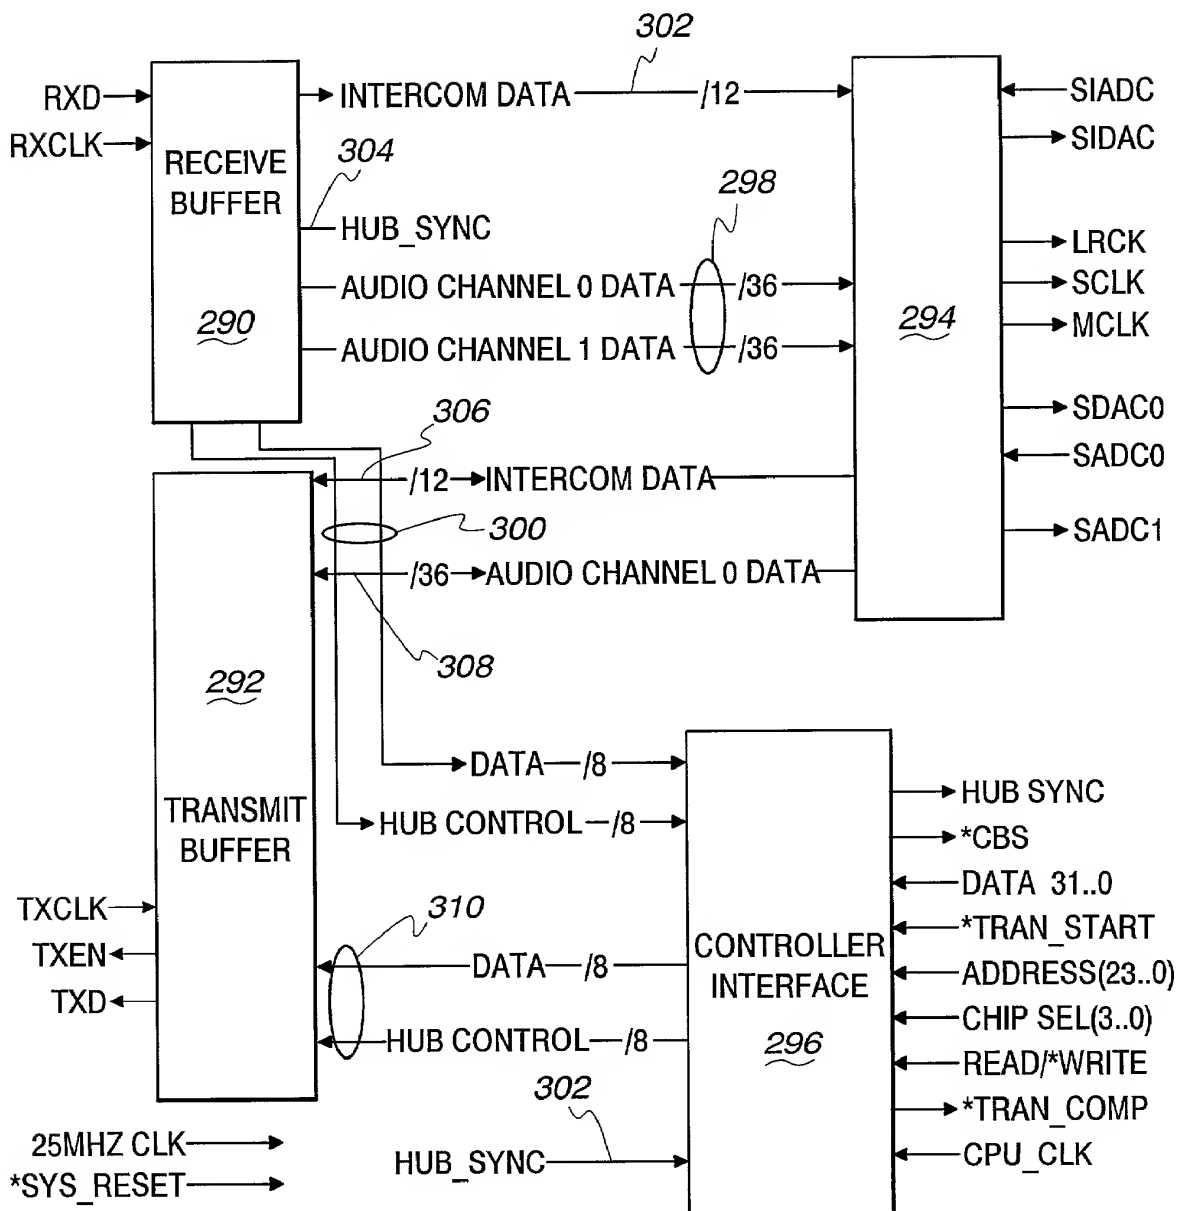 302
RXD
INTERCOM DATA
/12
SIADC
RXCLK
SIDAC
RECEIVE
BUFFER
304
298
HUB_SYNC
LRCK
AUDIO CHANNEL 0 DATA
/36
SCLK
290
294
MCLK
AUDIO CHANNEL 1 DATA
/36
306
SDAC0
SADC0
/12
INTERCOM DATA
300
SADC1
/36
AUDIO CHANNEL 0 DATA
308
292
DATA
/8
HUB SYNC
TRANSMIT
BUFFER
HUB CONTROL
/8
*CBS
DATA 31..0
TXCLK
310
*TRAN_START
CONTROLLER
INTERFACE
TXEN
DATA
/8
ADDRESS(23..0)
TXD
CHIP SEL(3..0)
HUB CONTROL
/8
296
READ/*WRITE
302
*TRAN_COMP
25MHZ CLK
HUB_SYNC
CPU_CLK
*SYS_RESET